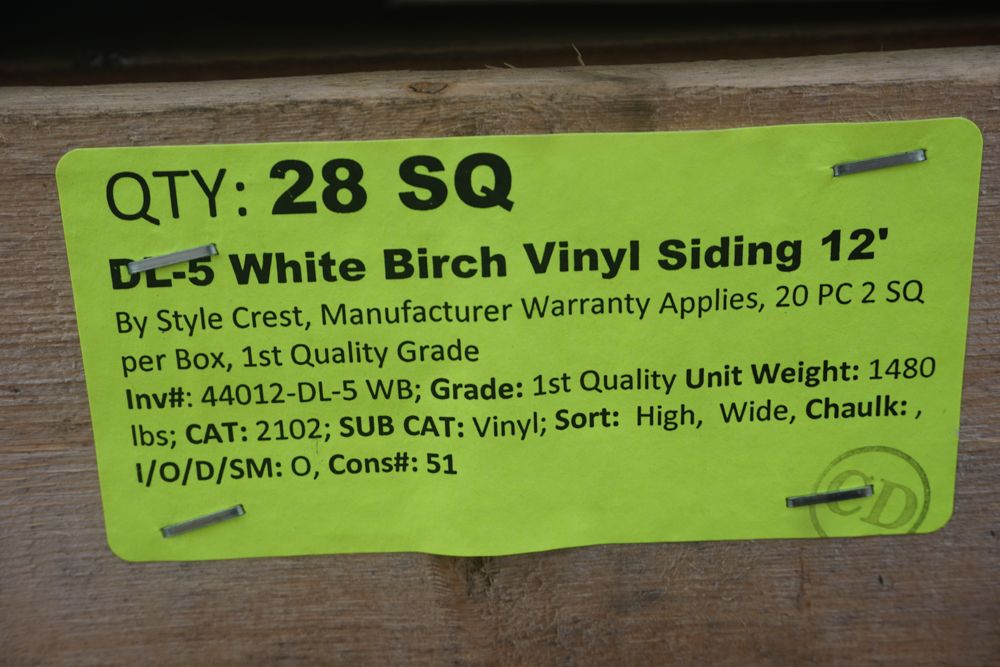 QTY: 28 SQ
DL-5 White Birch Vinyl Siding 12'
By Style Crest, Manufacturer Warranty Applies, 20 PC 2 SQ
per Box, 1st Quality Grade
Inv#: 44012-DL-5 WB; Grade: 1st Quality Unit Weight: 1480
lbs; CAT: 2102; SUB CAT: Vinyl; Sort: High, Wide, Chaulk: ,
I/O/D/SM: O, Cons#: 51
CD